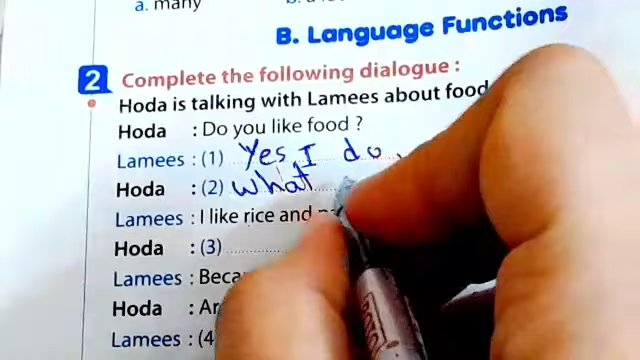 a. many
b. a
B. Language Functions
2 Complete the following dialogue :
Hoda is talking with Lamees about food
Hoda : Do you like food ?
Lamees : (1) Yes I do
Hoda : (2) what
Lamees : I like rice and
Hoda : (3)
Lamees : Beca
Hoda : Ar
Lamees : (4